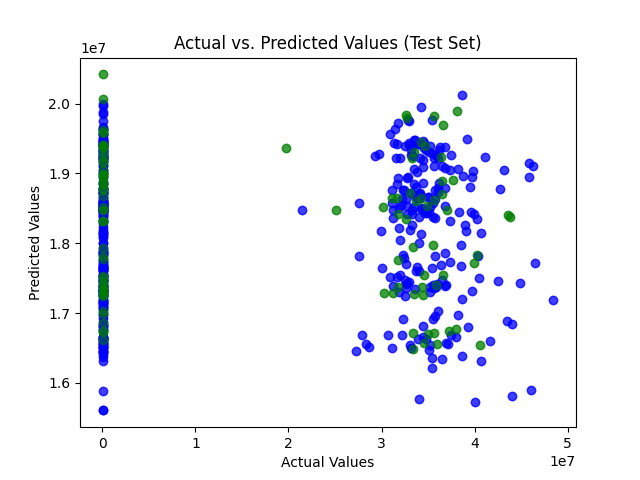 Actual vs. Predicted Values (Test Set)
1e7
2.0
1.9
1.8
1.7
1.6
Predicted Values
0 1 2 3 4 5
Actual Values
1e7